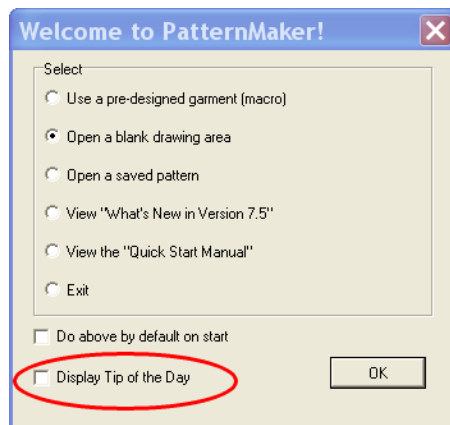 Welcome to PatternMaker!
Select
Use a pre-designed garment (macro)
Open a blank drawing area
Open a saved pattern
View "What's New in Version 7.5"
View the "Quick Start Manual"
Exit
Do above by default on start
Display Tip of the Day
OK